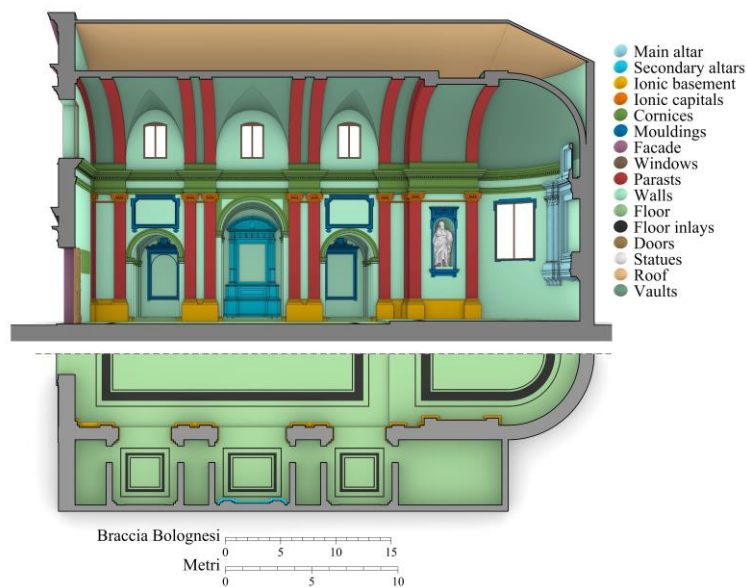 Main altar
Secondary altars
Ionic basement
Ionic capitals
Cornices
Mouldings
Facade
Windows
Parasts
Walls
Floor
Floor inlays
Doors
Statues
Roof
Vaults
Braccia Bolognesi
0 5 10 15
Metri
0 5 10